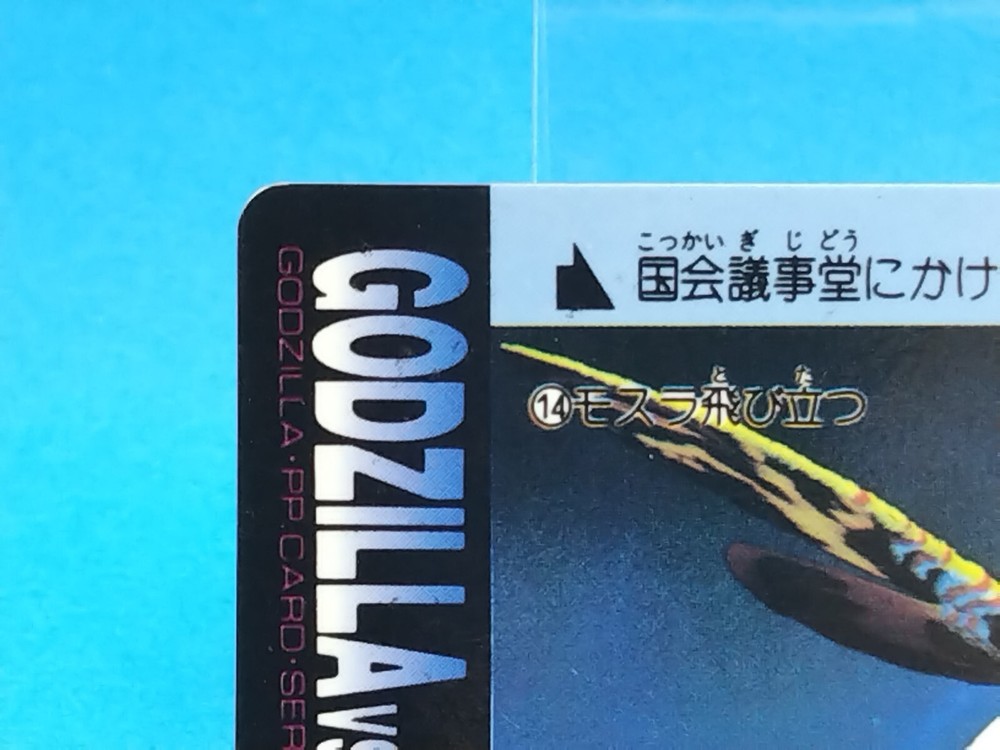 こっかいぎじどう
国会議事堂にかけ
とた
⑭モスラ飛び立つ
GODZILLA VS
GODZILLA・PP CARD・SER